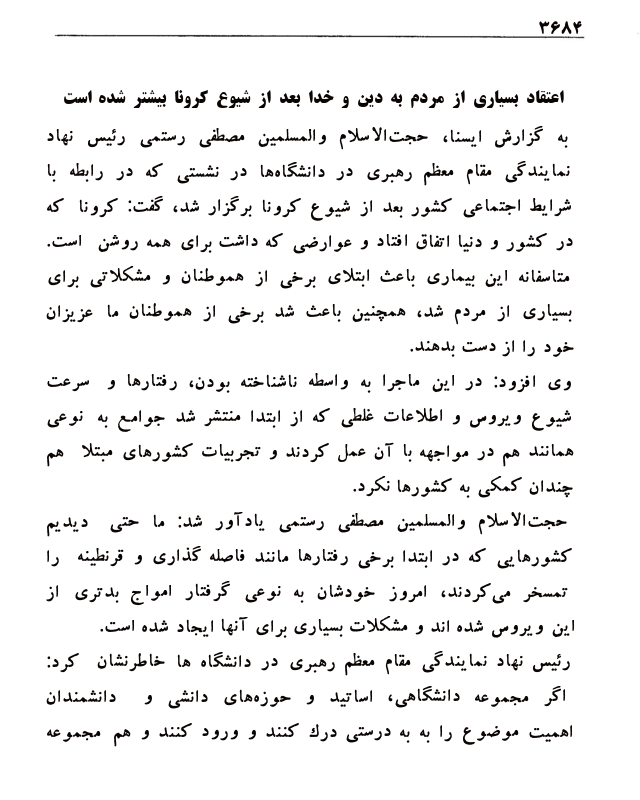 ۳۶۸۴
اعتقاد بسیاری از مردم به دین و خدا بعد از شیوع کرونا بیشتر شده است
به گزارش ایسنا، حجت‌الاسلام والمسلمین مصطفی رستمی رئیس نهاد
نمایندگی مقام معظم رهبری در دانشگاه‌ها در نشستی که در رابطه با
شرایط اجتماعی کشور بعد از شیوع کرونا برگزار شد، گفت: کرونا که
در کشور و دنیا اتفاق افتاد و عوارضی که داشت برای همه روشن است.
متاسفانه این بیماری باعث ابتلای برخی از هموطنان و مشکلاتی برای
بسیاری از مردم شد، همچنین باعث شد برخی از هموطنان ما عزیزان
خود را از دست بدهند.
وی افزود: در این ماجرا به واسطه ناشناخته بودن، رفتارها و سرعت
شیوع ویروس و اطلاعات غلطی که از ابتدا منتشر شد جوامع به نوعی
همانند هم در مواجهه با آن عمل کردند و تجربیات کشورهای مبتلا هم
چندان کمکی به کشورها نکرد.
حجت‌الاسلام والمسلمین مصطفی رستمی یادآور شد: ما حتی دیدیم
کشورهایی که در ابتدا برخی رفتارها مانند فاصله گذاری و قرنطینه را
تمسخر می‌کردند، امروز خودشان به نوعی گرفتار امواج بدتری از
این ویروس شده اند و مشکلات بسیاری برای آنها ایجاد شده است.
رئیس نهاد نمایندگی مقام معظم رهبری در دانشگاه ها خاطرنشان کرد:
اگر مجموعه دانشگاهی، اساتید و حوزه‌های دانشی و دانشمندان
اهمیت موضوع را به به درستی درك کنند و ورود کنند و هم مجموعه